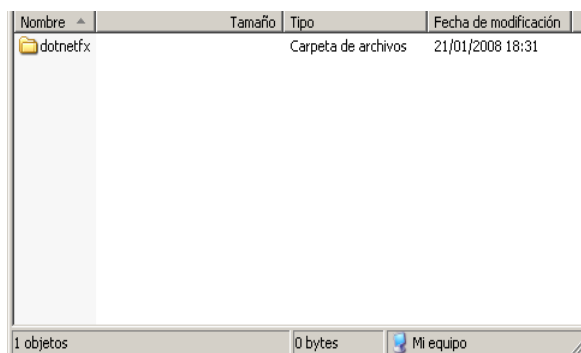 Nombre Tamaño Tipo Fecha de modificación
dotnetfx Carpeta de archivos 21/01/2008 18:31
1 objetos 0 bytes Mi equipo